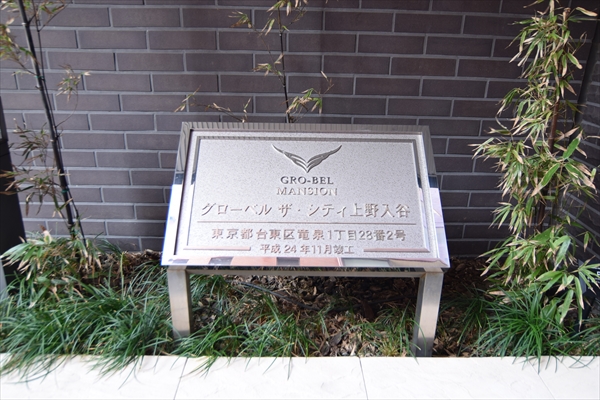 GRO-BEL
MANSION
グローバル ザ・シティ上野入谷
東京都台東区竜泉1丁目28番2号
平成24年11月竣工